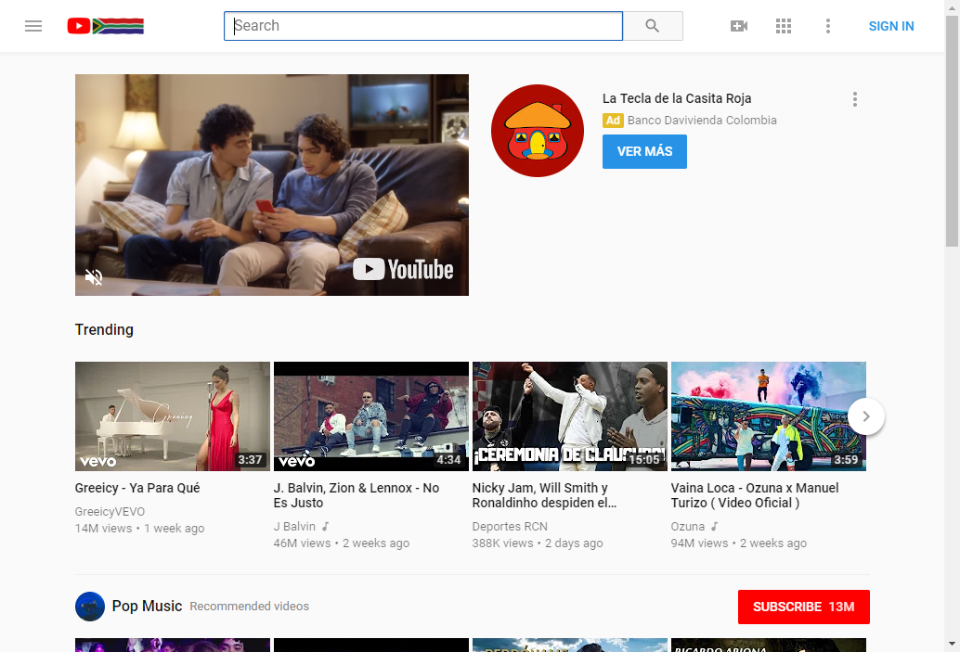 Search
SIGN IN
La Tecla de la Casita Roja
Ad Banco Davivienda Colombia
VER MÁS
YouTube
Trending
Greeicy
vevo
3:37
vevo
4:34
¡CEREMONIA DE CLAUSURA!
15:05
3:59
Greeicy - Ya Para Qué
GreeicyVEVO
14M views • 1 week ago
J. Balvin, Zion & Lennox - No
Es Justo
J Balvin
46M views • 2 weeks ago
Nicky Jam, Will Smith y
Ronaldinho despiden el...
Deportes RCN
388K views • 2 days ago
Vaina Loca - Ozuna x Manuel
Turizo ( Video Oficial )
Ozuna
94M views • 2 weeks ago
Pop Music Recommended videos
SUBSCRIBE 13M
RICARDO ARJONA